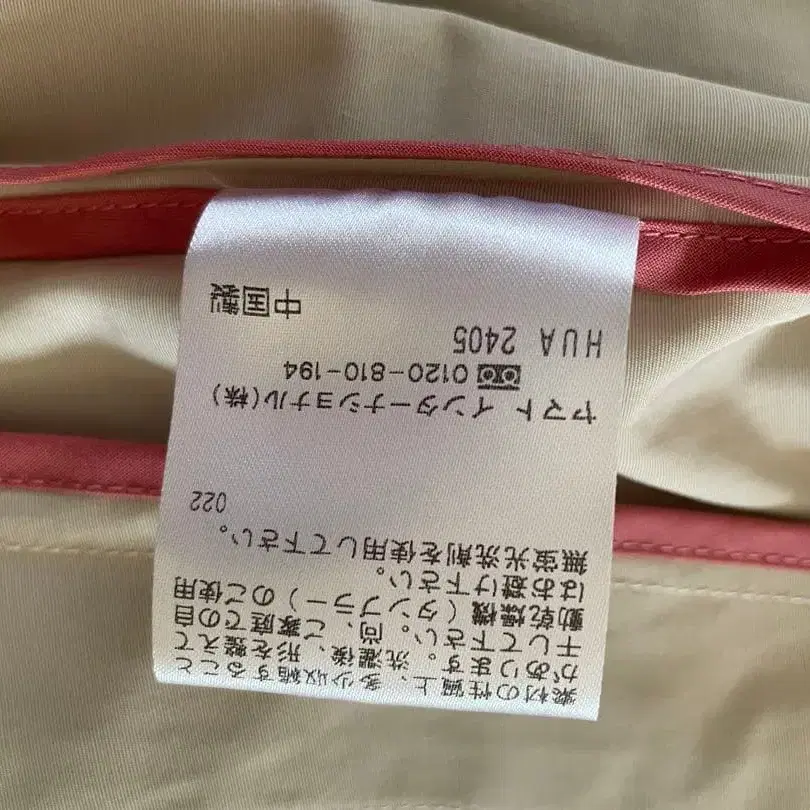 素材の性質上、多少収縮すること
があります。洗濯後、形を整えて
干して下さい。尚、ご家庭での自
動乾燥機（タンブラー）のご使用
はお避け下さい。
無蛍光洗剤を使用して下さい。
022
ヤマト インターナショナル(株)
0120-810-194
HUA 2405
中国製